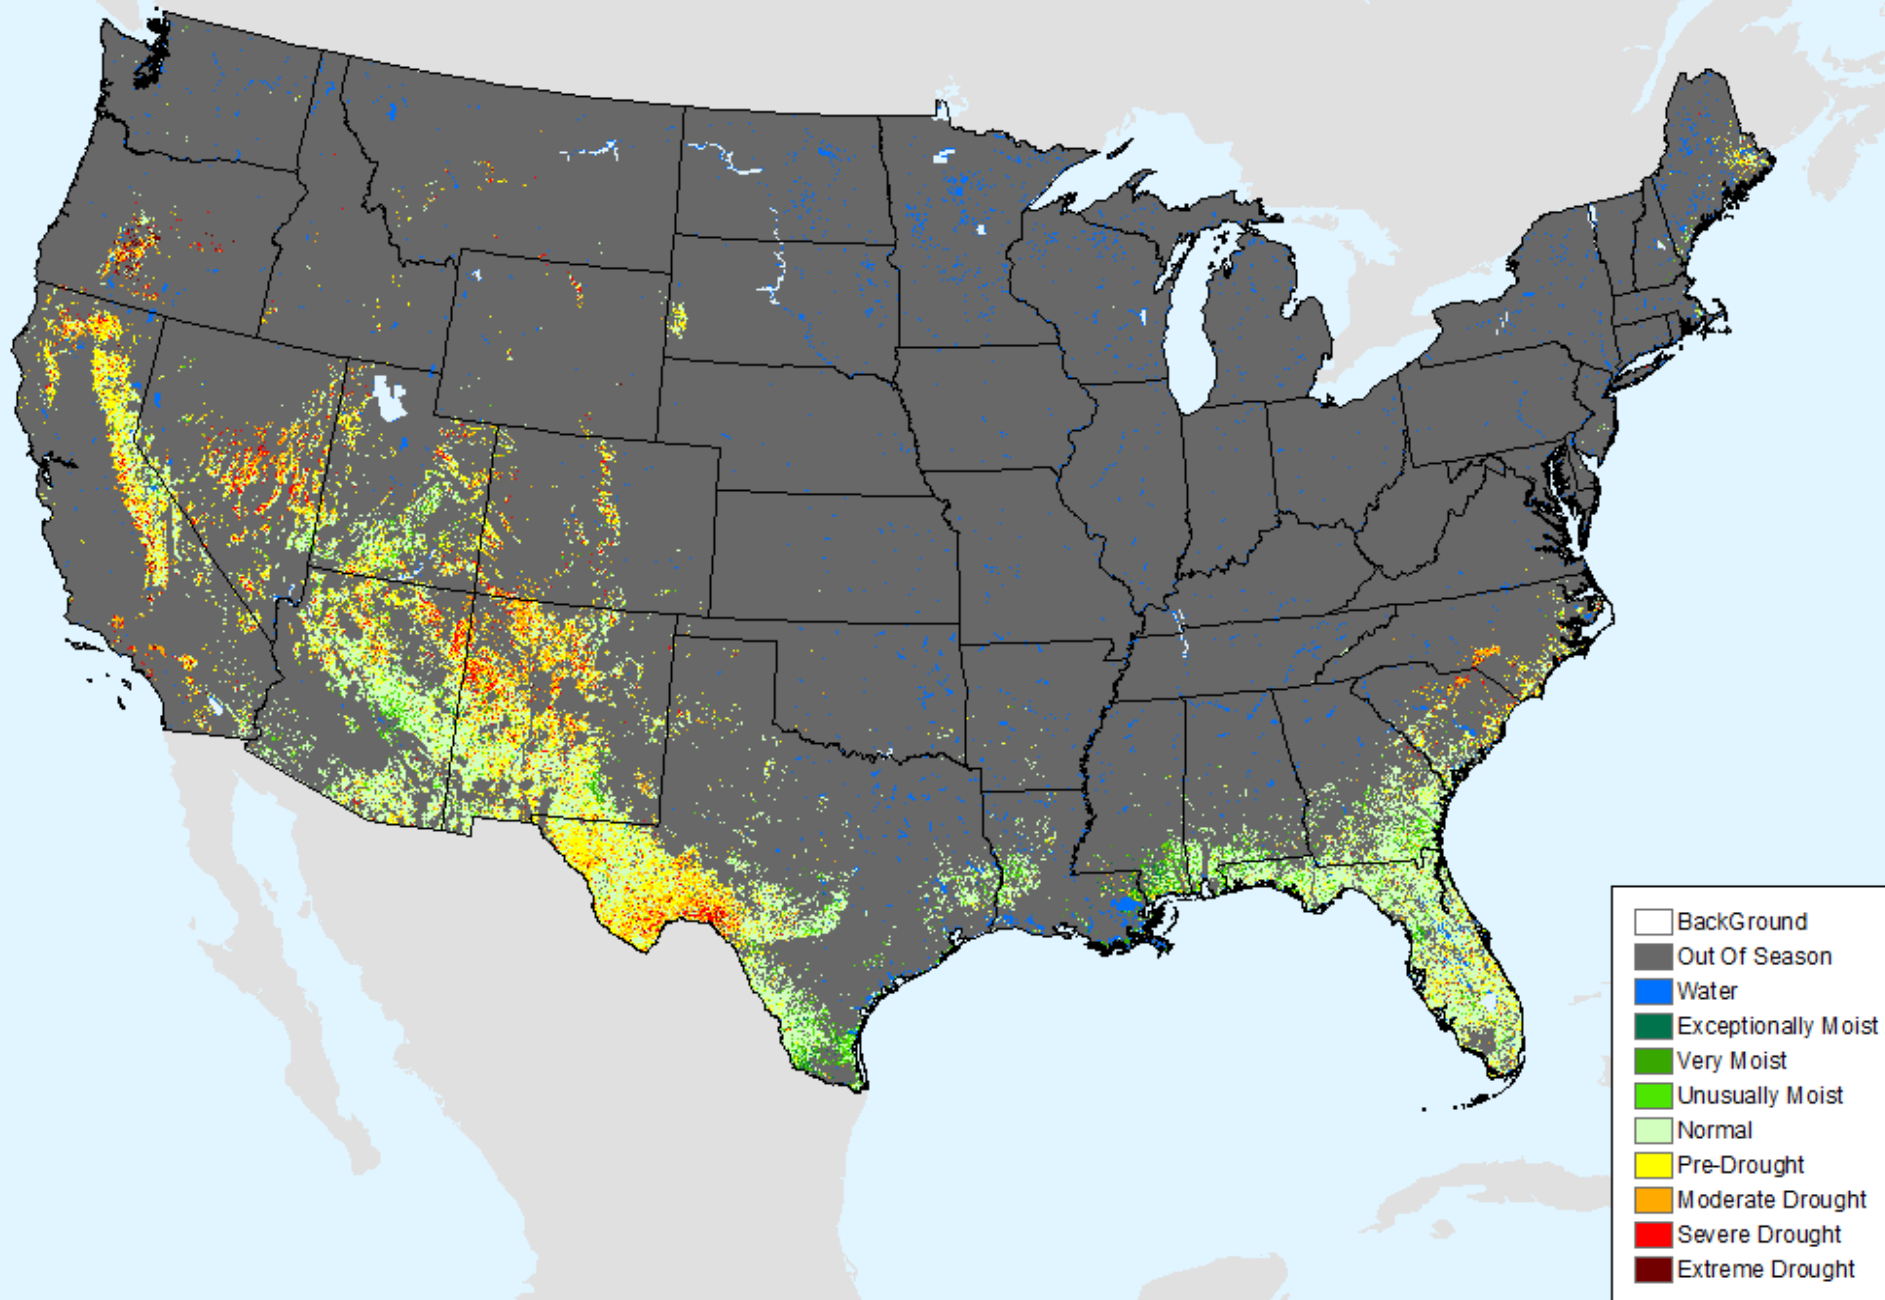 BackGround
Out Of Season
Water
Exceptionally Moist
Very Moist
Unusually Moist
Normal
Pre-Drought
Moderate Drought
Severe Drought
Extreme Drought